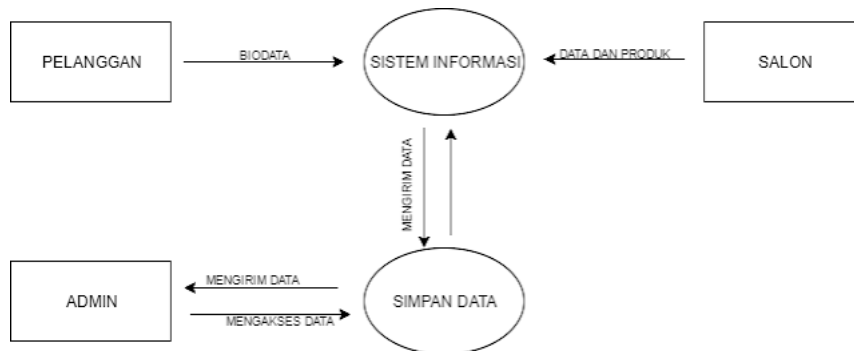 PELANGGAN
BIODATA
SISTEM INFORMASI
DATA DAN PRODUK
SALON
MENGIRIM DATA
ADMIN
MENGIRIM DATA
MENGAKSES DATA
SIMPAN DATA